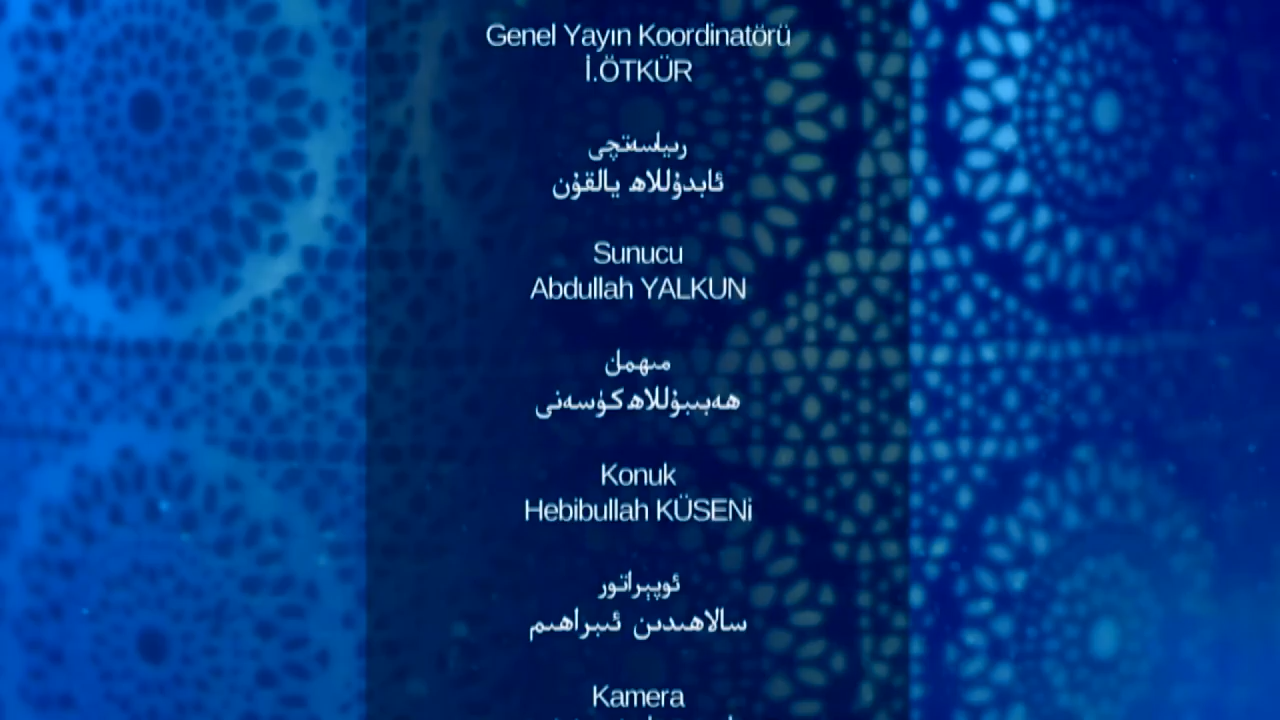 Genel Yayın Koordinatörü
İ.ÖTKÜR
رىياسەتچى
ئابدۇللاھ يالقۇن
Sunucu
Abdullah YALKUN
مىھمان
ھەبىبۇللاھ كۈسەنى
Konuk
Hebibullah KÜSENi
ئوپېراتور
سالاھىدىن ئىبراھىم
Kamera